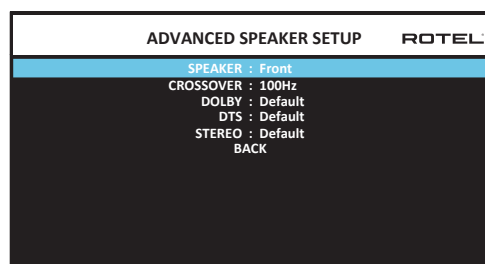 ADVANCED SPEAKER SETUP ROTEL
SPEAKER : Front
CROSSOVER : 100Hz
DOLBY : Default
DTS : Default
STEREO : Default
BACK